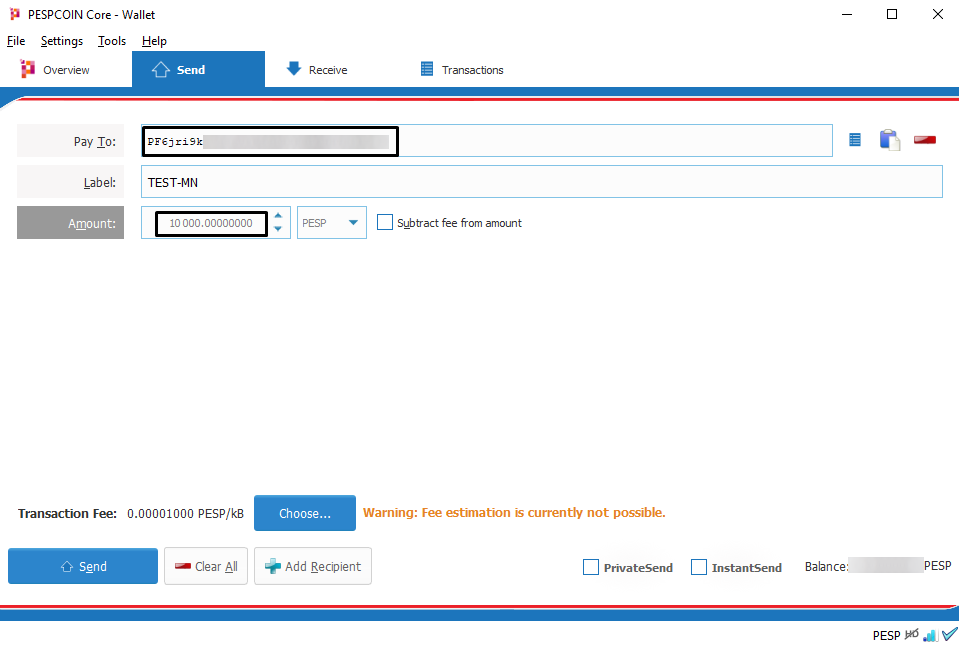 PESPCOIN Core - Wallet
File Settings Tools Help
Overview Send Receive Transactions
Pay To: PF6jri9k
Label: TEST-MN
Amount: 10 000.00000000 PESP Subtract fee from amount
Transaction Fee: 0.00001000 PESP/kB Choose... Warning: Fee estimation is currently not possible.
Send Clear All Add Recipient PrivateSend InstantSend Balance: PESP
PESP HD